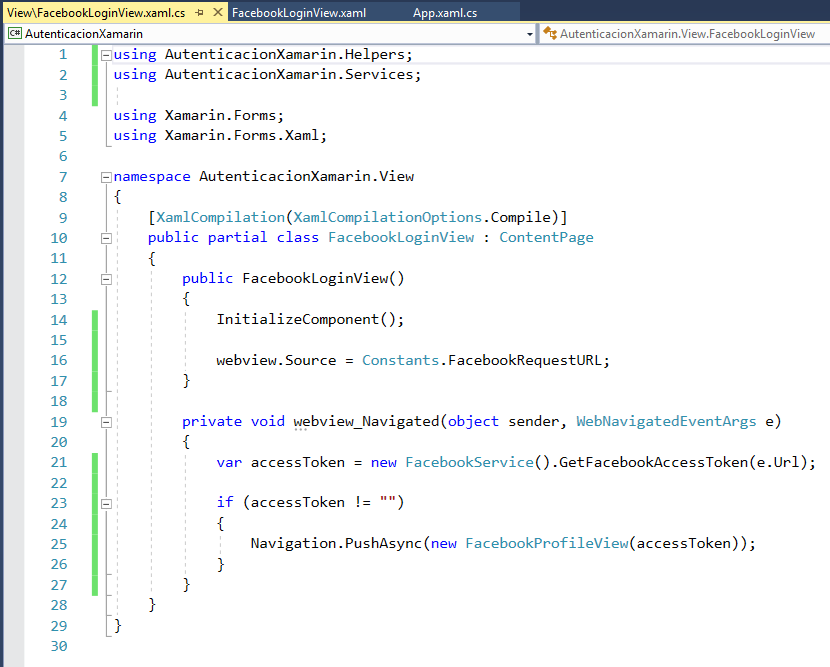 View\FacebookLoginView.xaml.cs FacebookLoginView.xaml App.xaml.cs
C# AutenticacionXamarin AutenticacionXamarin.View.FacebookLoginView
1 using AutenticacionXamarin.Helpers;
2 using AutenticacionXamarin.Services;
3
4 using Xamarin.Forms;
5 using Xamarin.Forms.Xaml;
6
7 namespace AutenticacionXamarin.View
8 {
9 [XamlCompilation(XamlCompilationOptions.Compile)]
10 public partial class FacebookLoginView : ContentPage
11 {
12 public FacebookLoginView()
13 {
14 InitializeComponent();
15
16 webview.Source = Constants.FacebookRequestURL;
17 }
18
19 private void webview_Navigated(object sender, WebNavigatedEventArgs e)
20 {
21 var accessToken = new FacebookService().GetFacebookAccessToken(e.Url);
22
23 if (accessToken != "")
24 {
25 Navigation.PushAsync(new FacebookProfileView(accessToken));
26 }
27 }
28 }
29 }
30